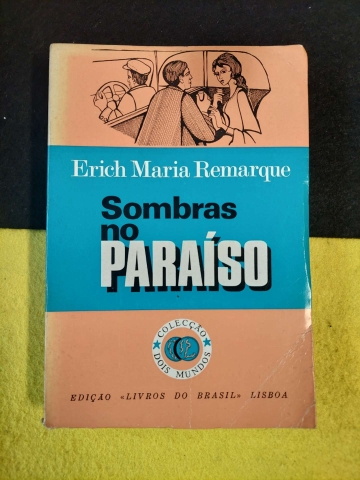 Erich Maria Remarque
Sombras
no
PARAÍSO
COLECÇÃO
DOIS MUNDOS
EDIÇÃO «LIVROS DO BRASIL» LISBOA